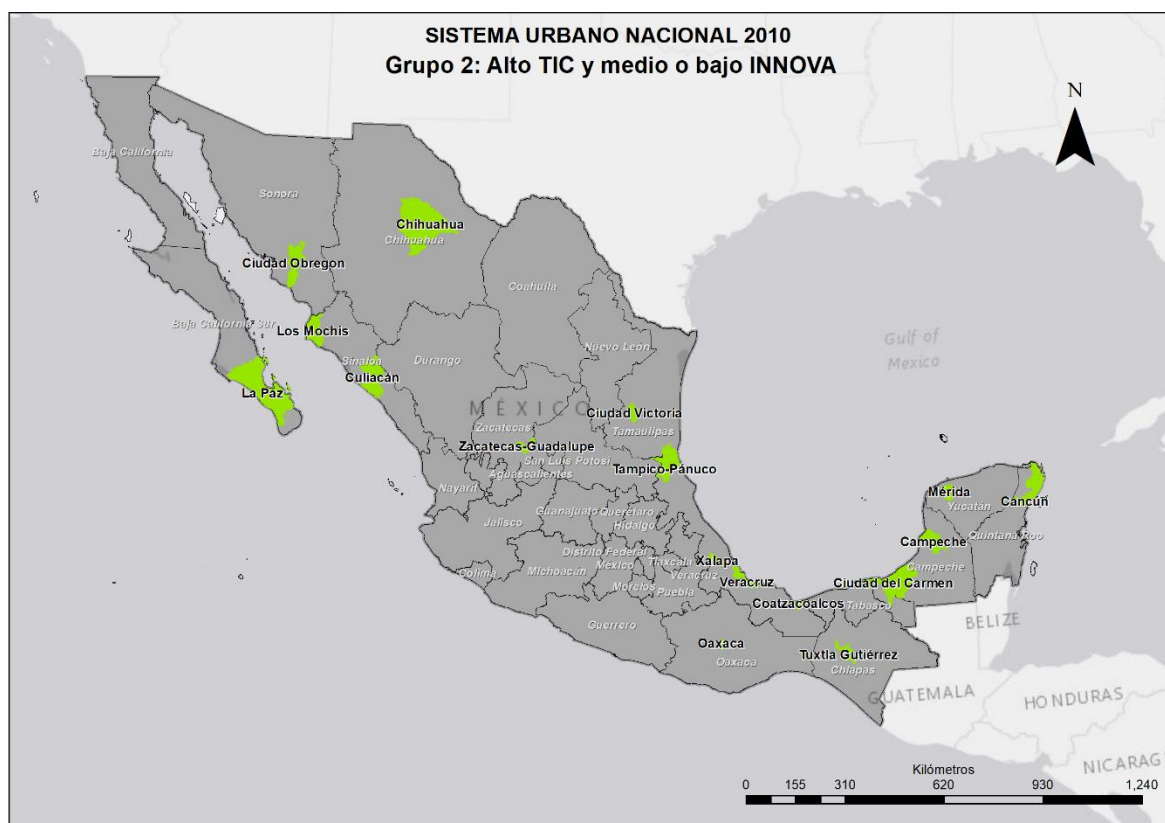 SISTEMA URBANO NACIONAL 2010
Grupo 2: Alto TIC y medio o bajo INNOVA
N
Baja California
Sonora
Chihuahua
Chihuahua
Ciudad Obregon
Coahuila
Baja California Sur
Los Mochis
Nuevo León
Gulf of
Mexico
Sinaloa
Durango
Culiacán
La Paz
MÉXICO
Ciudad Victoria
Zacatecas
Tamaulipas
Zacatecas-Guadalupe
San Luis Potosí
Tampico-Pánuco
Aguascalientes
Nayarit
Mérida
Cancún
Yucatán
Guanajuato
Querétaro
Jalisco
Hidalgo
Campeche
Quintana Roo
Distrito Federal
Mexico
Tlaxcala
Xalapa
Campeche
Colima
Michoacán
Veracruz
Veracruz
Ciudad del Carmen
Morelos
Puebla
Coatzacoalcos
Tabasco
BELIZE
Guerrero
Oaxaca
Oaxaca
Tuxtla Gutiérrez
Chiapas
GUATEMALA
HONDURAS
NICARAG
Kilómetros
0 155 310 620 930 1,240